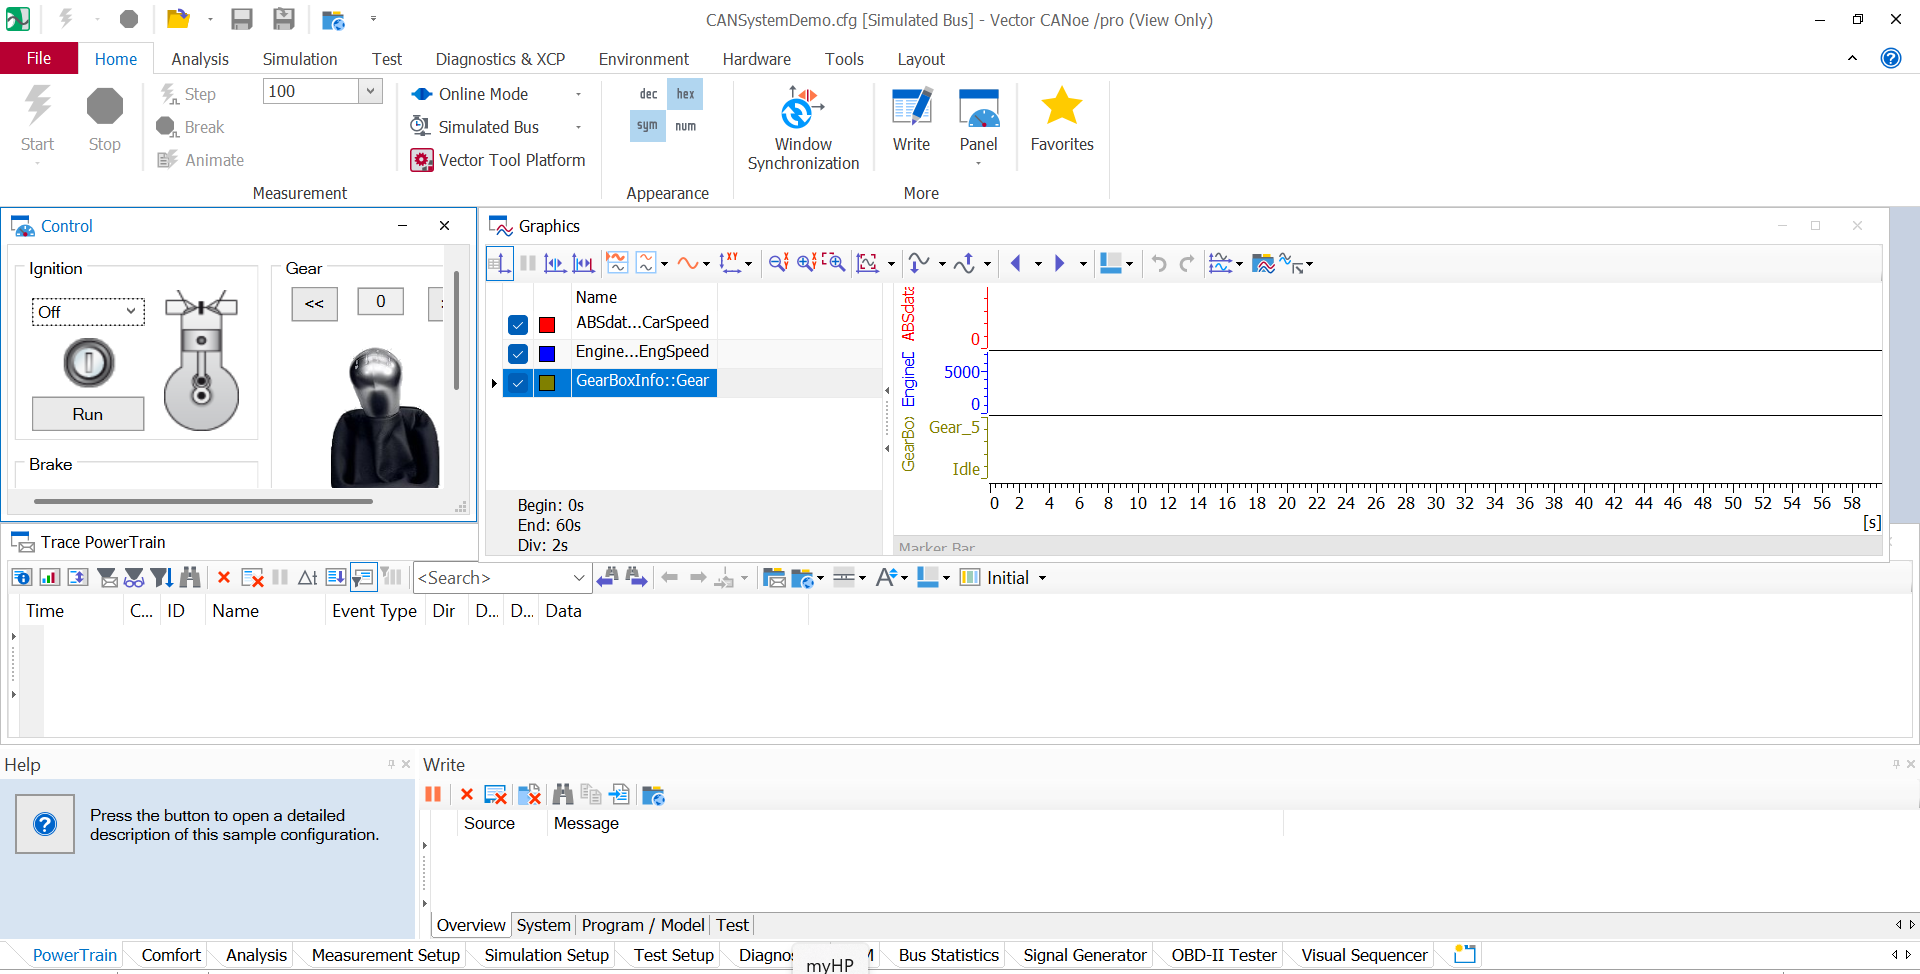 CANSystemDemo.cfg [Simulated Bus] - Vector CANoe /pro (View Only)
File Home Analysis Simulation Test Diagnostics & XCP Environment Hardware Tools Layout
Start
Stop
Step
Break
Animate
100
Measurement
Online Mode
Simulated Bus
Vector Tool Platform
dec hex
sym num
Appearance
Window
Synchronization
Write
Panel
More
Favorites
Control
Ignition
Off
Run
Brake
Gear
<<
0
Graphics
Name
ABSdat...CarSpeed
Engine...EngSpeed
GearBoxInfo::Gear
Begin: 0s
End: 60s
Div: 2s
ABSdata
0
EngineD
5000
0
GearBo
Gear_5
Idle
0 2 4 6 8 10 12 14 16 18 20 22 24 26 28 30 32 34 36 38 40 42 44 46 48 50 52 54 56 58
[s]
Marker Bar
Trace PowerTrain
<Search>
Initial
Time C... ID Name Event Type Dir D... D... Data
Help
Press the button to open a detailed
description of this sample configuration.
Write
Source Message
Overview System Program / Model Test
PowerTrain Comfort Analysis Measurement Setup Simulation Setup Test Setup Diagnos M Bus Statistics Signal Generator OBD-II Tester Visual Sequencer
myHP